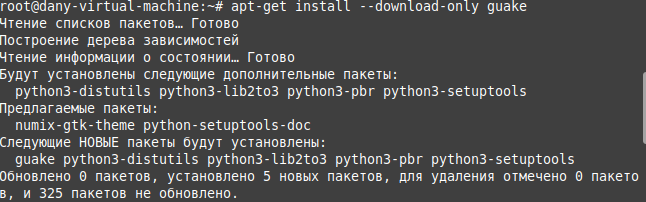 root@dany-virtual-machine:~# apt-get install --download-only guake
Чтение списков пакетов… Готово
Построение дерева зависимостей
Чтение информации о состоянии… Готово
Будут установлены следующие дополнительные пакеты:
  python3-distutils python3-lib2to3 python3-pbr python3-setuptools
Предлагаемые пакеты:
  numix-gtk-theme python-setuptools-doc
Следующие НОВЫЕ пакеты будут установлены:
  guake python3-distutils python3-lib2to3 python3-pbr python3-setuptools
Обновлено 0 пакетов, установлено 5 новых пакетов, для удаления отмечено 0 пакето
в, и 325 пакетов не обновлено.